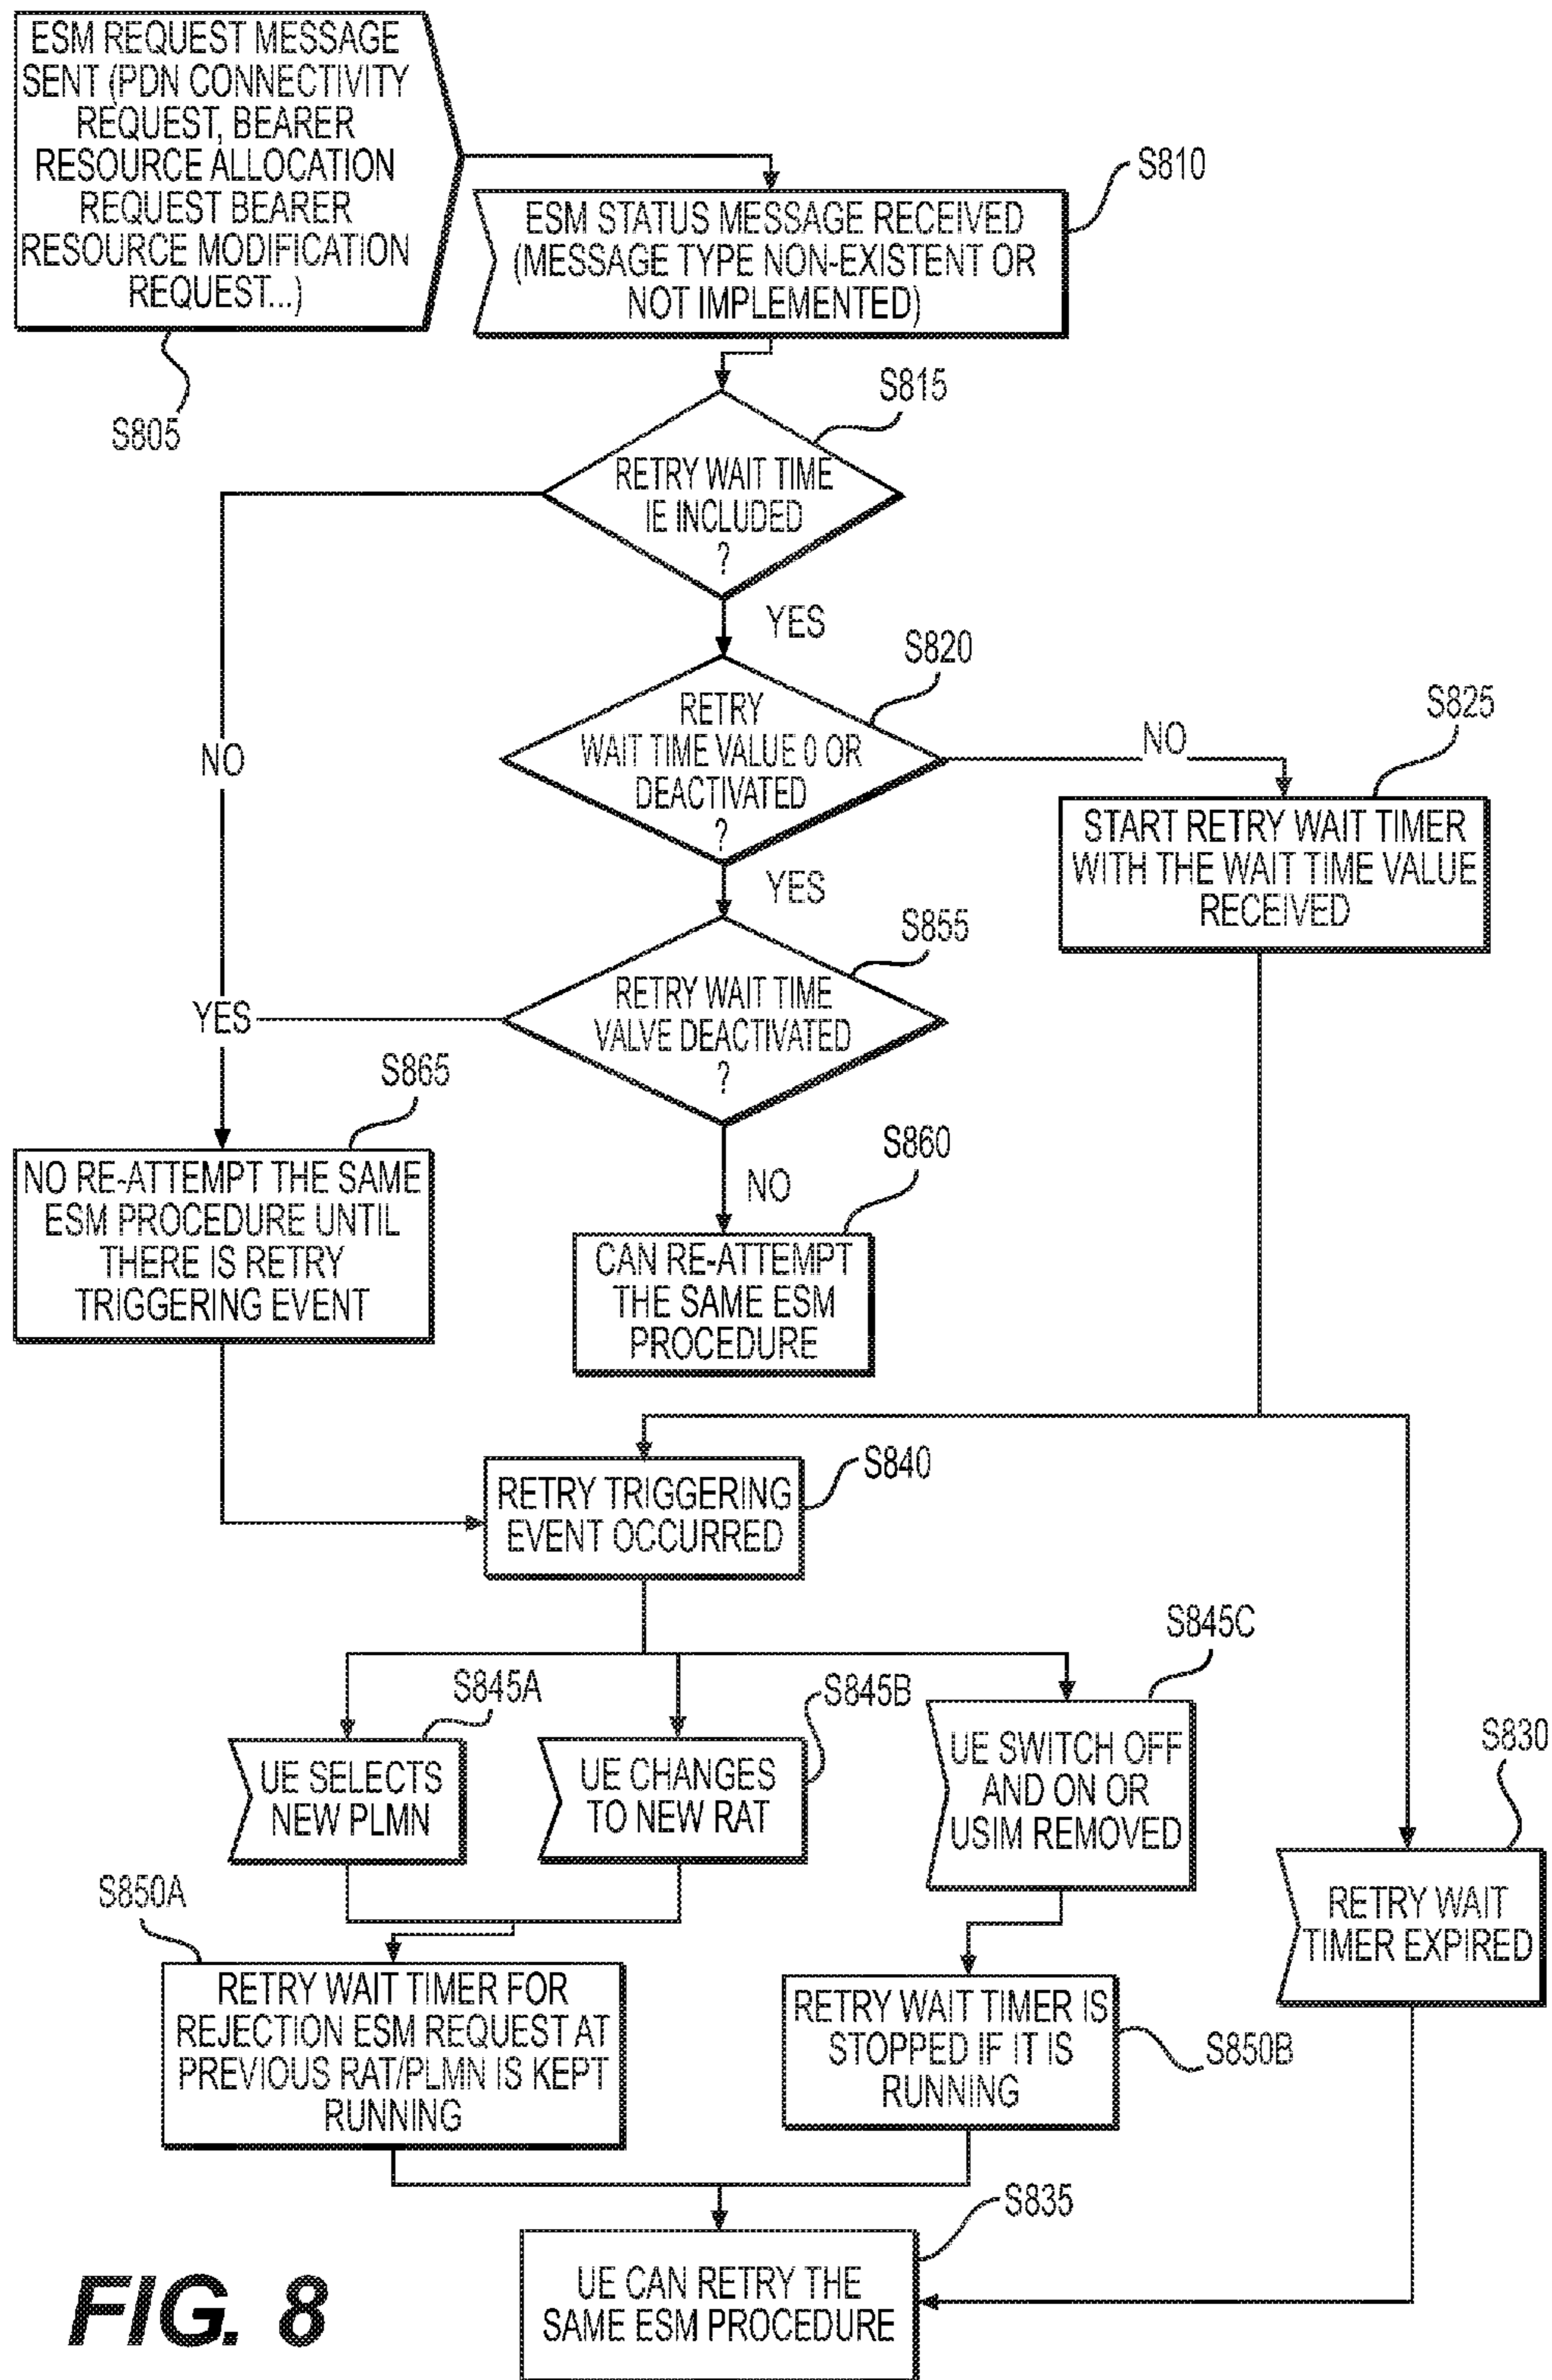 ESM REQUEST MESSAGE
SENT (PDN CONNECTIVITY
REQUEST, BEARER
RESOURCE ALLOCATION
REQUEST BEARER
RESOURCE MODIFICATION
REQUEST...)
S805
ESM STATUS MESSAGE RECEIVED
(MESSAGE TYPE NON-EXISTENT OR
NOT IMPLEMENTED)
S810
RETRY WAIT TIME
IE INCLUDED
?
S815
NO
YES
RETRY
WAIT TIME VALUE 0 OR
DEACTIVATED
?
S820
NO
YES
START RETRY WAIT TIMER
WITH THE WAIT TIME VALUE
RECEIVED
S825
RETRY WAIT TIME
VALVE DEACTIVATED
?
S855
YES
NO
NO RE-ATTEMPT THE SAME
ESM PROCEDURE UNTIL
THERE IS RETRY
TRIGGERING EVENT
S865
CAN RE-ATTEMPT
THE SAME ESM
PROCEDURE
S860
RETRY TRIGGERING
EVENT OCCURRED
S840
UE SELECTS
NEW PLMN
S845A
UE CHANGES
TO NEW RAT
S845B
UE SWITCH OFF
AND ON OR
USIM REMOVED
S845C
RETRY WAIT
TIMER EXPIRED
S830
RETRY WAIT TIMER FOR
REJECTION ESM REQUEST AT
PREVIOUS RAT/PLMN IS KEPT
RUNNING
S850A
RETRY WAIT TIMER IS
STOPPED IF IT IS
RUNNING
S850B
UE CAN RETRY THE
SAME ESM PROCEDURE
S835
FIG. 8